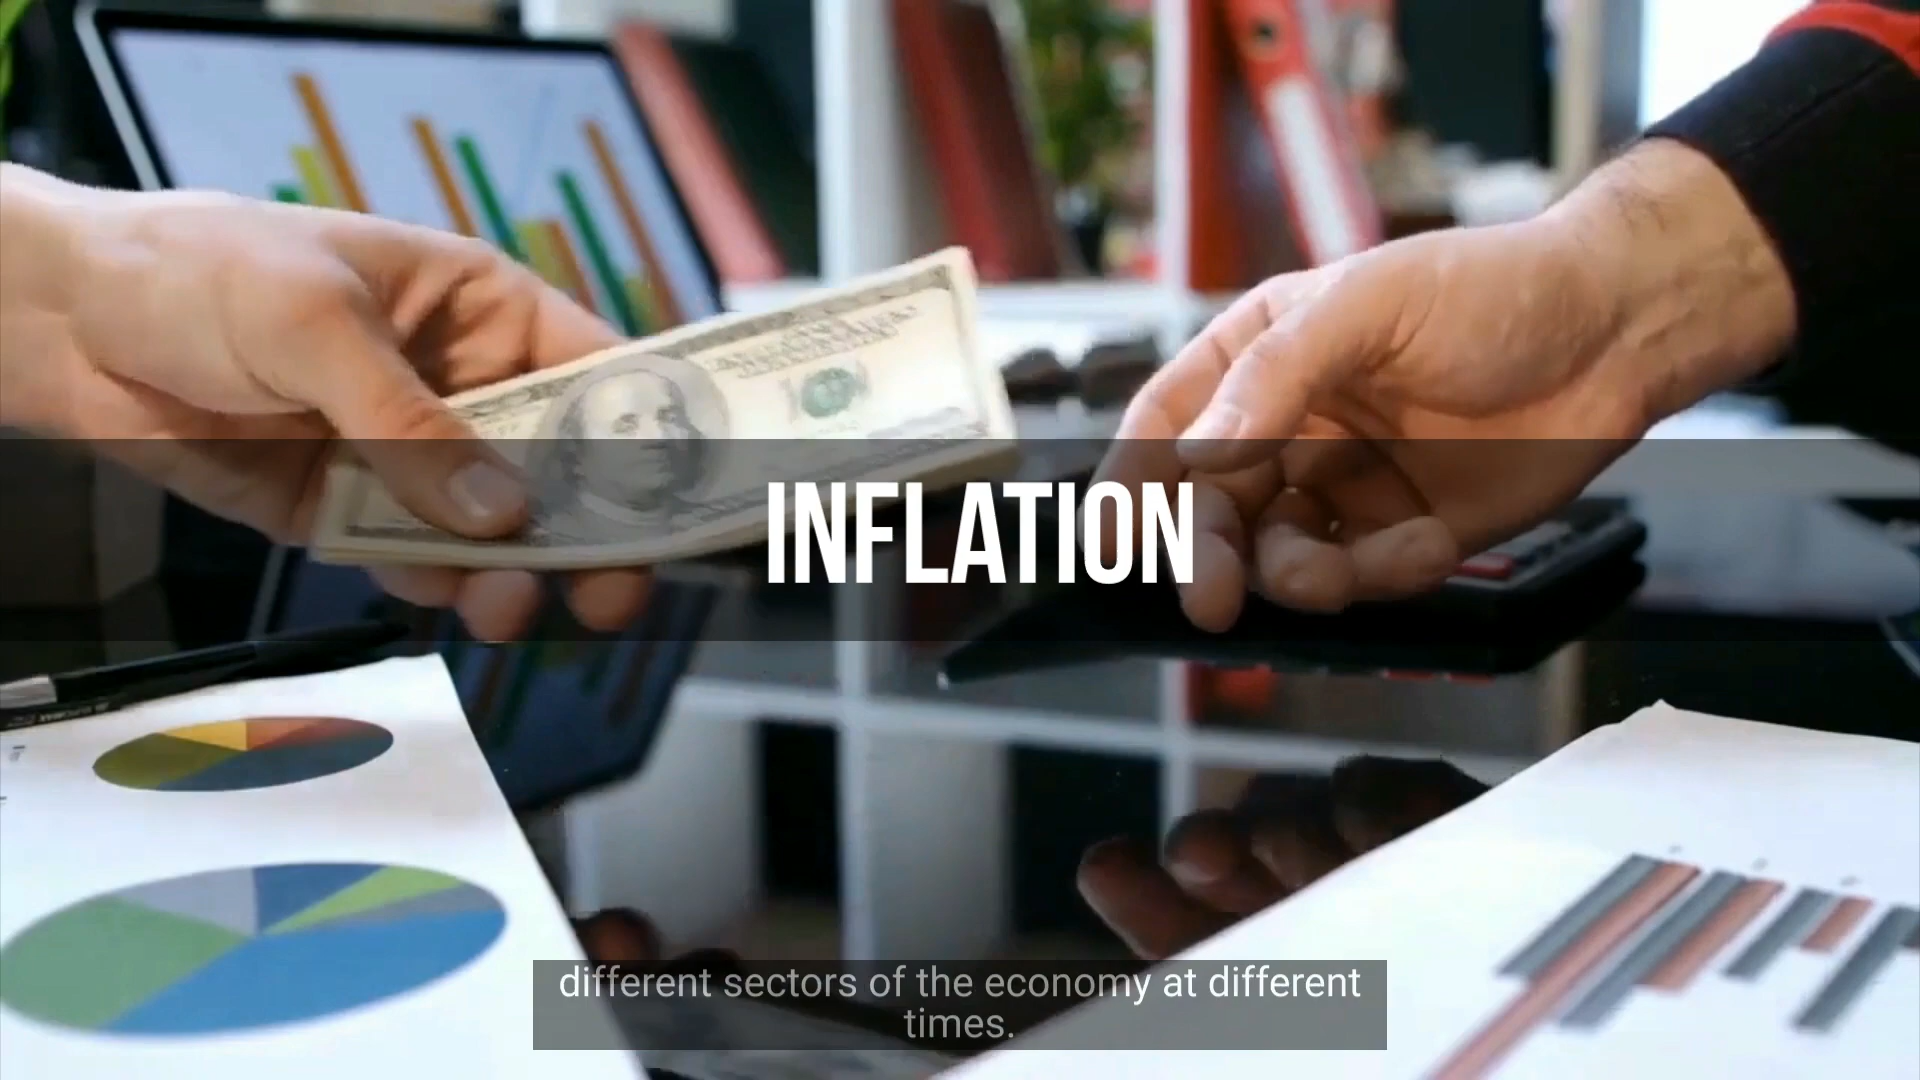 INFLATION
different sectors of the economy at different
times.